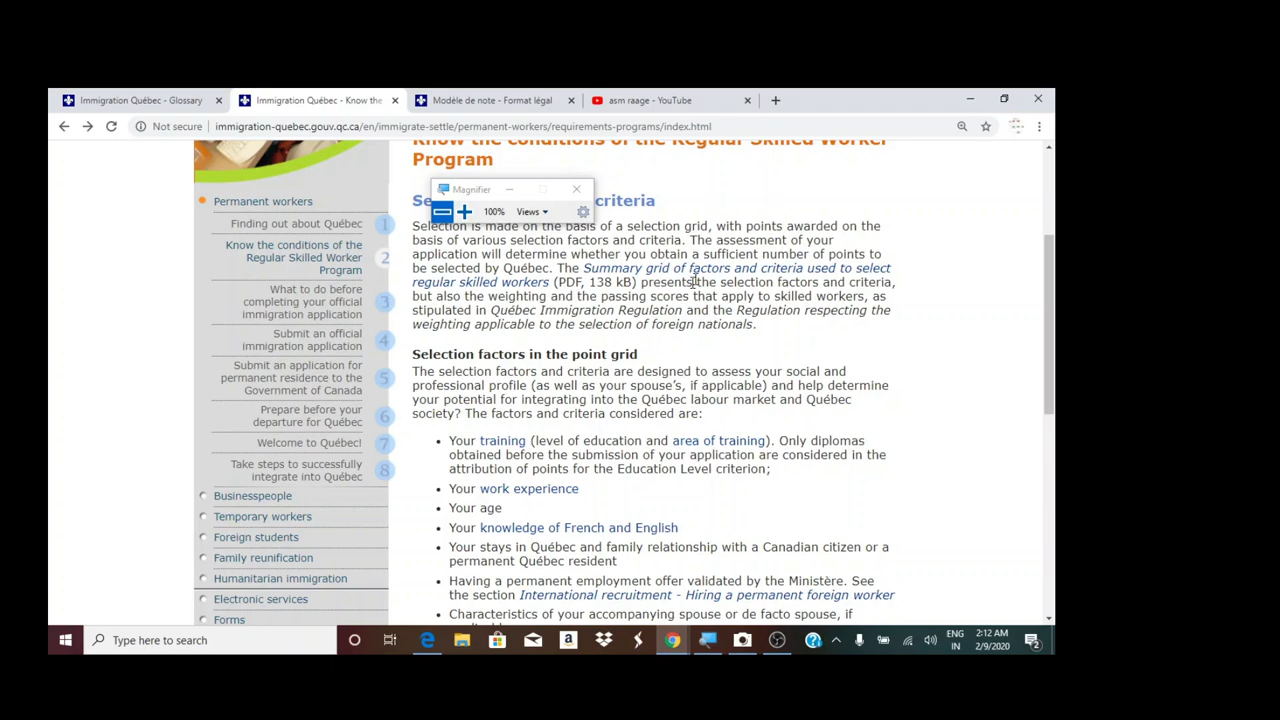 Immigration Québec - Glossary
Immigration Québec - Know the
Modèle de note - Format légal
asm raage - YouTube
Not secure
immigration-quebec.gouv.qc.ca/en/immigrate-settle/permanent-workers/requirements-programs/index.html
Know the conditions of the Regular Skilled Worker
Program
Permanent workers
Finding out about Québec
1
Know the conditions of the
Regular Skilled Worker
Program
2
What to do before
completing your official
immigration application
3
Submit an official
immigration application
4
Submit an application for
permanent residence to the
Government of Canada
5
Prepare before your
departure for Québec
6
Welcome to Québec!
7
Take steps to successfully
integrate into Québec
8
Businesspeople
Temporary workers
Foreign students
Family reunification
Humanitarian immigration
Electronic services
Forms
Magnifier
100%
Views
Se criteria
Selection is made on the basis of a selection grid, with points awarded on the
basis of various selection factors and criteria. The assessment of your
application will determine whether you obtain a sufficient number of points to
be selected by Québec. The Summary grid of factors and criteria used to select
regular skilled workers (PDF, 138 kB) presents the selection factors and criteria,
but also the weighting and the passing scores that apply to skilled workers, as
stipulated in Québec Immigration Regulation and the Regulation respecting the
weighting applicable to the selection of foreign nationals.
Selection factors in the point grid
The selection factors and criteria are designed to assess your social and
professional profile (as well as your spouse’s, if applicable) and help determine
your potential for integrating into the Québec labour market and Québec
society? The factors and criteria considered are:
• Your training (level of education and area of training). Only diplomas
obtained before the submission of your application are considered in the
attribution of points for the Education Level criterion;
• Your work experience
• Your age
• Your knowledge of French and English
• Your stays in Québec and family relationship with a Canadian citizen or a
permanent Québec resident
• Having a permanent employment offer validated by the Ministère. See
the section International recruitment - Hiring a permanent foreign worker
• Characteristics of your accompanying spouse or de facto spouse, if
Type here to search
ENG
IN
2:12 AM
2/9/2020
2